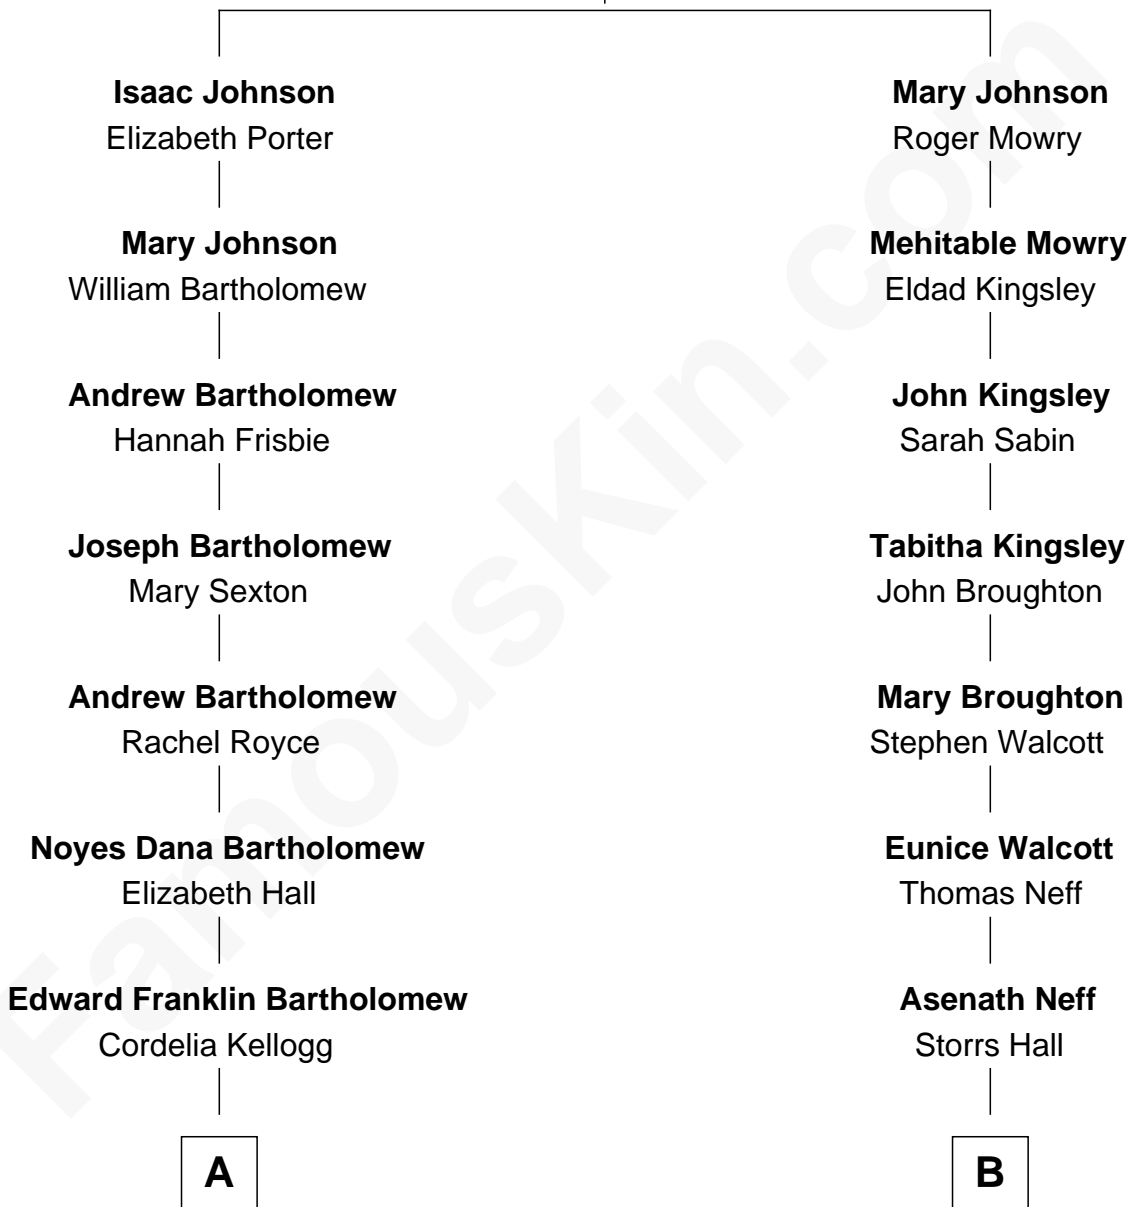 Isaac Johnson
Elizabeth Porter
Mary Johnson
William Bartholomew
Andrew Bartholomew
Hannah Frisbie
Joseph Bartholomew
Mary Sexton
Andrew Bartholomew
Rachel Royce
Noyes Dana Bartholomew
Elizabeth Hall
Edward Franklin Bartholomew
Cordelia Kellogg
A
Mary Johnson
Roger Mowry
Mehitable Mowry
Eldad Kingsley
John Kingsley
Sarah Sabin
Tabitha Kingsley
John Broughton
Mary Broughton
Stephen Walcott
Eunice Walcott
Thomas Neff
Asenath Neff
Storrs Hall
B
FamousKin.com